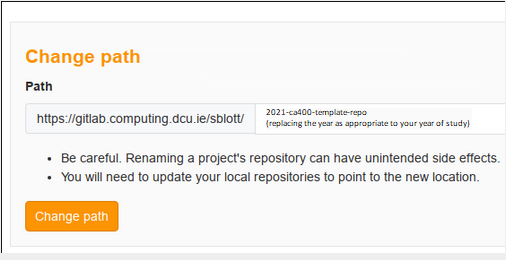 Change path
Path
https://gitlab.computing.dcu.ie/sblott/
2021-ca400-template-repo
(replacing the year as appropriate to your year of study)
• Be careful. Renaming a project's repository can have unintended side effects.
• You will need to update your local repositories to point to the new location.
Change path